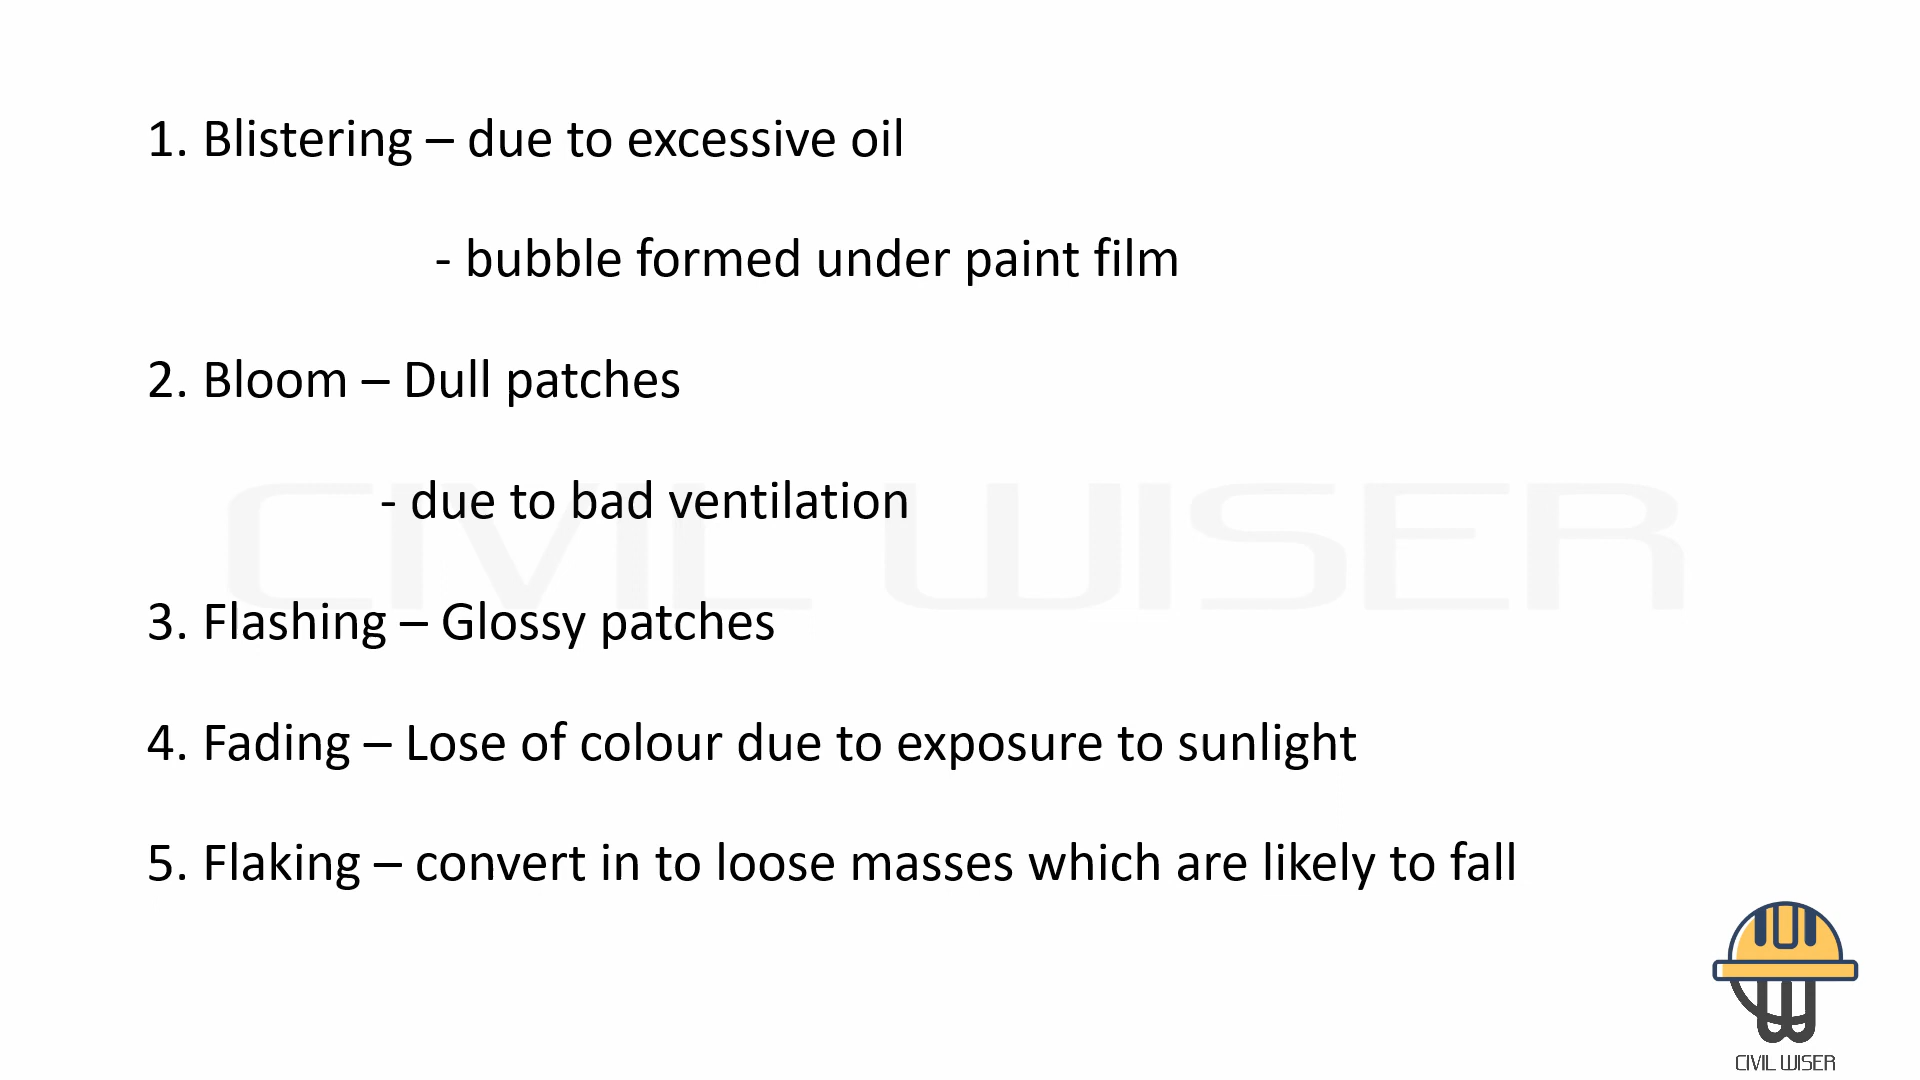 1. Blistering – due to excessive oil
- bubble formed under paint film
2. Bloom – Dull patches
- due to bad ventilation
CIVIL WISER
3. Flashing – Glossy patches
4. Fading – Lose of colour due to exposure to sunlight
5. Flaking – convert in to loose masses which are likely to fall
CIVIL WISER